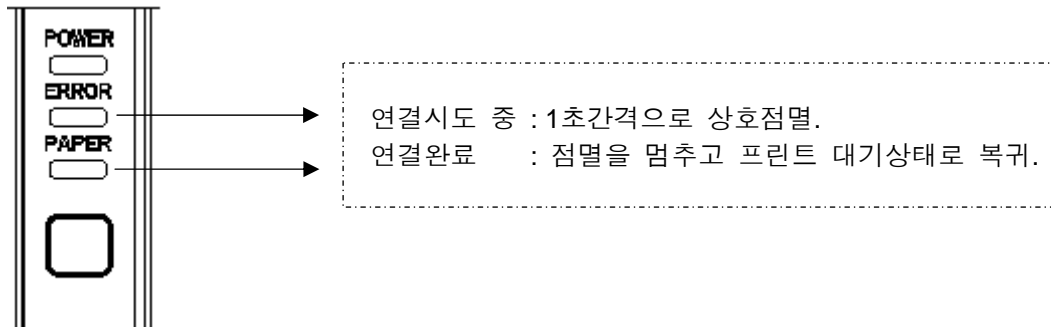 POWER
ERROR
PAPER
연결시도 중 : 1초간격으로 상호점멸.
연결완료 : 점멸을 멈추고 프린트 대기상태로 복귀.